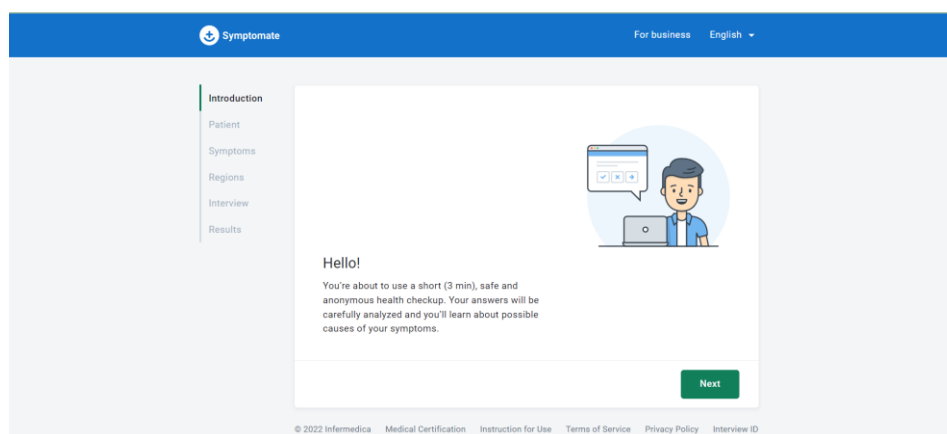 Symptomate
For business English
Introduction
Patient
Symptoms
Regions
Interview
Results
Hello!
You're about to use a short (3 min), safe and
anonymous health checkup. Your answers will be
carefully analyzed and you'll learn about possible
causes of your symptoms.
Next
© 2022 Infermedica Medical Certification Instruction for Use Terms of Service Privacy Policy Interview ID